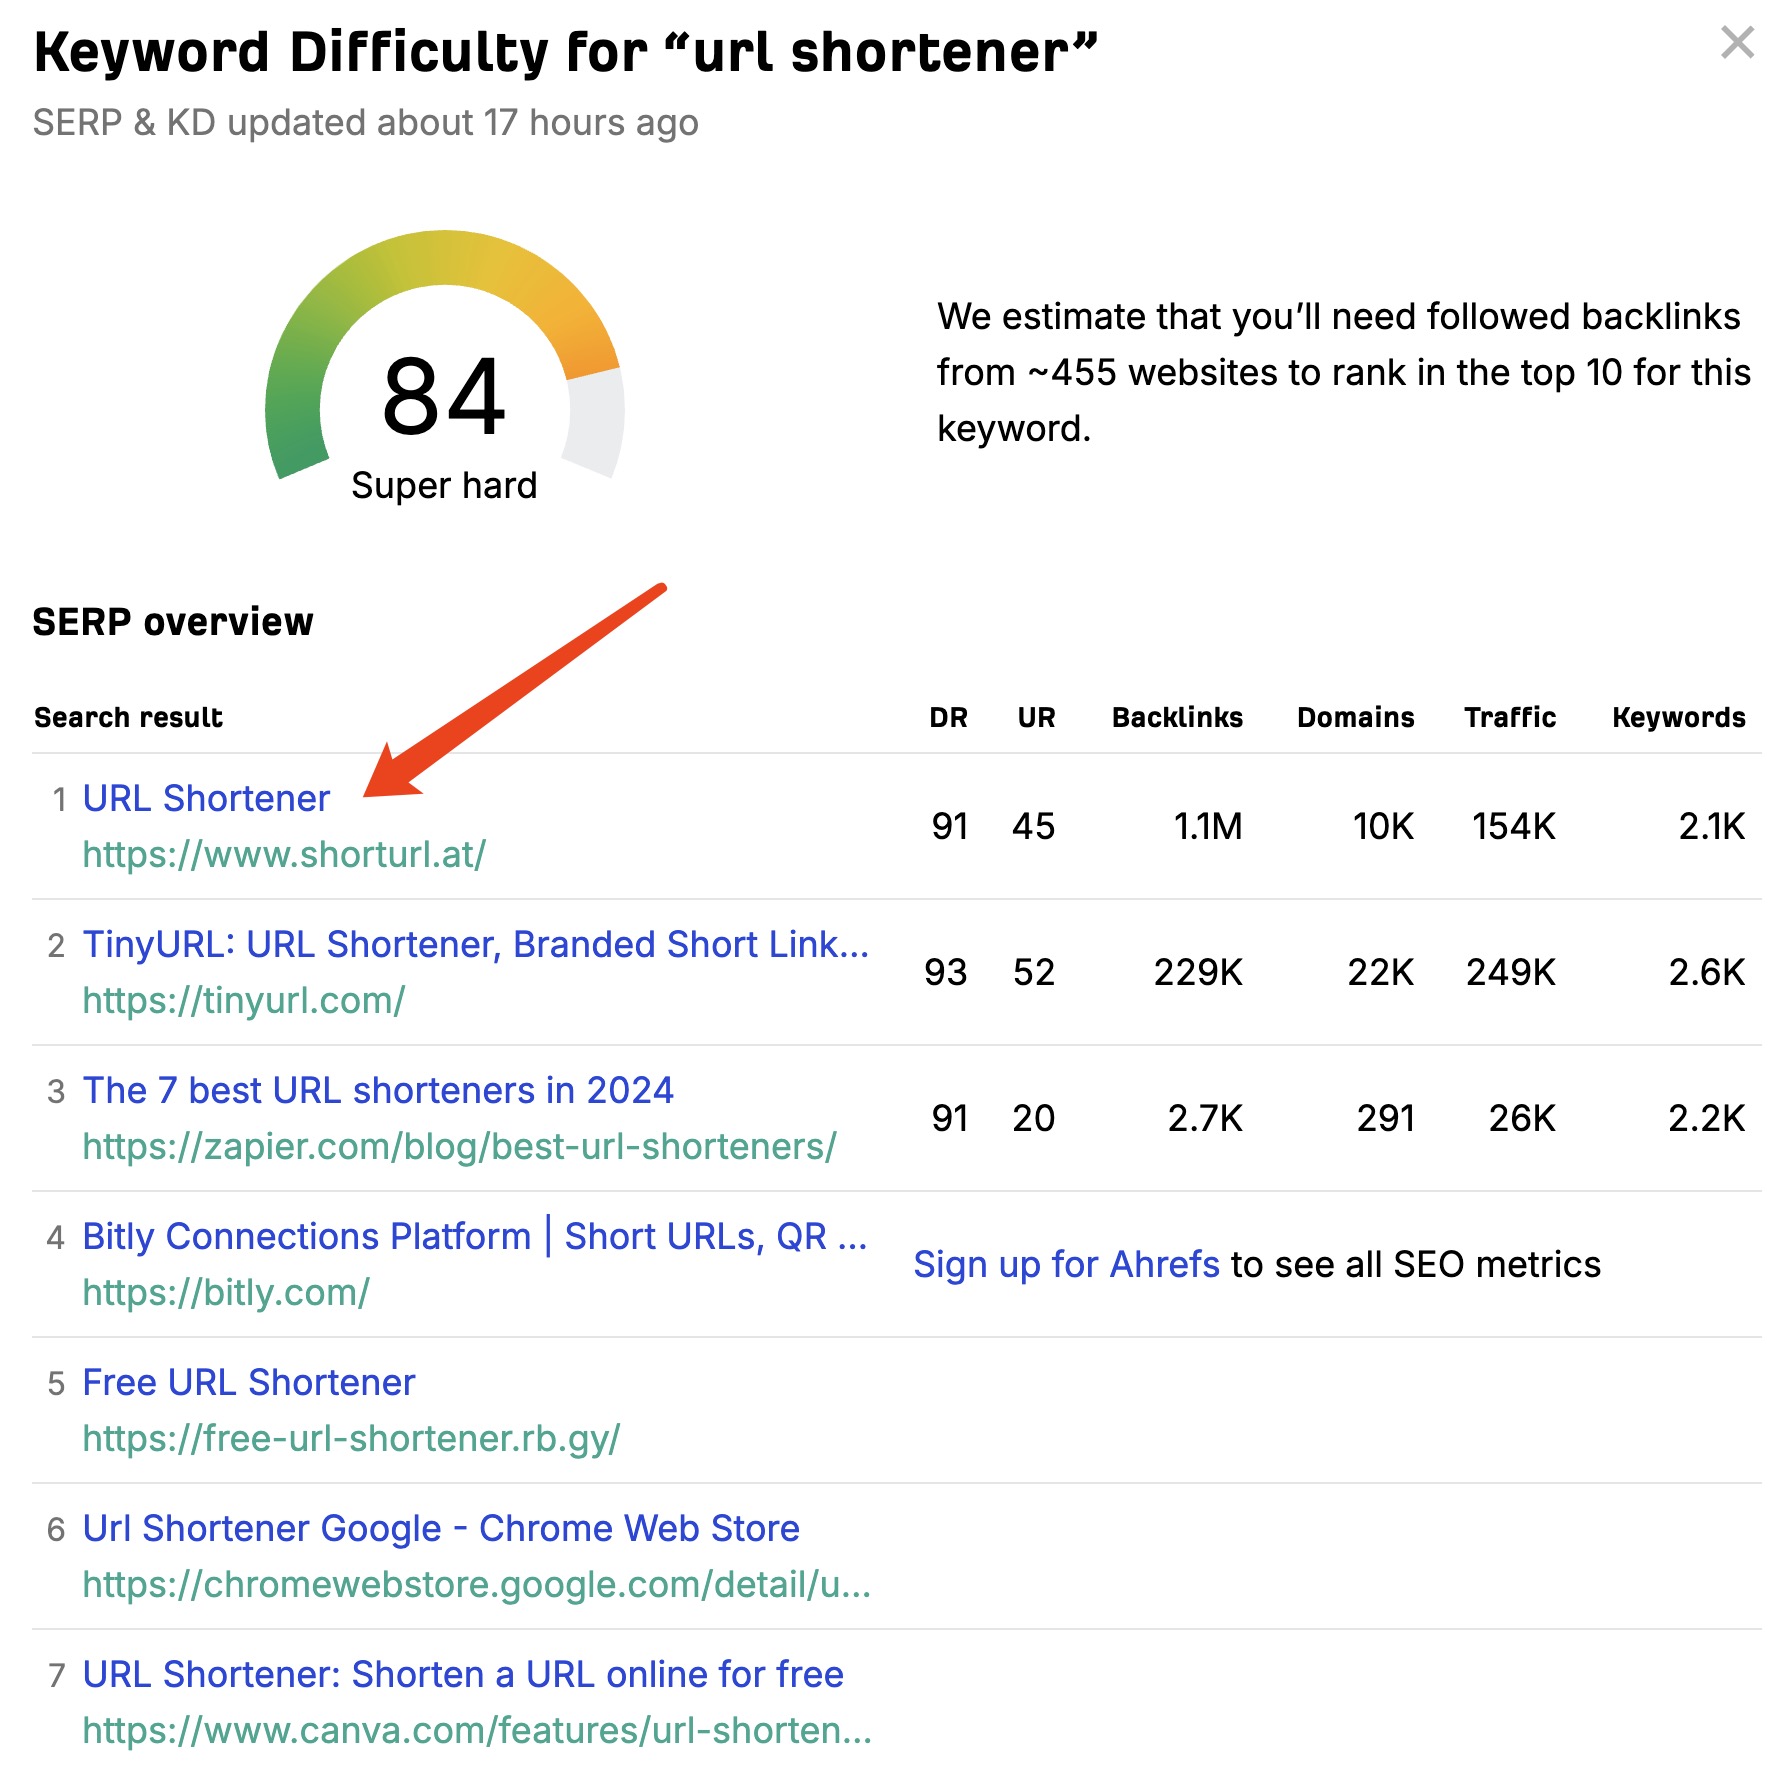 Keyword Difficulty for “url shortener”
SERP & KD updated about 17 hours ago
84
Super hard
We estimate that you’ll need followed backlinks
from ~455 websites to rank in the top 10 for this
keyword.
SERP overview
Search result DR UR Backlinks Domains Traffic Keywords
1 URL Shortener
https://www.shorturl.at/
91 45 1.1M 10K 154K 2.1K
2 TinyURL: URL Shortener, Branded Short Link...
https://tinyurl.com/
93 52 229K 22K 249K 2.6K
3 The 7 best URL shorteners in 2024
https://zapier.com/blog/best-url-shorteners/
91 20 2.7K 291 26K 2.2K
4 Bitly Connections Platform | Short URLs, QR ...
https://bitly.com/
Sign up for Ahrefs to see all SEO metrics
5 Free URL Shortener
https://free-url-shortener.rb.gy/
6 Url Shortener Google - Chrome Web Store
https://chromewebstore.google.com/detail/u...
7 URL Shortener: Shorten a URL online for free
https://www.canva.com/features/url-shorten...